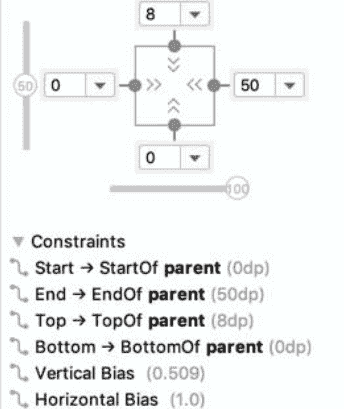 8
50
0
50
0
100
Constraints
Start → StartOf parent (0dp)
End → EndOf parent (50dp)
Top → TopOf parent (8dp)
Bottom → BottomOf parent (0dp)
Vertical Bias (0.509)
Horizontal Bias (1.0)